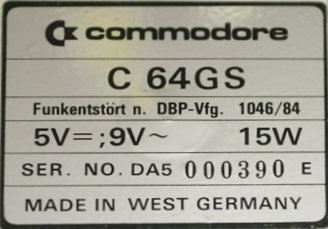 commodore
C 64GS
Funkentstört n. DBP-Vfg. 1046/84
5V⎓;9V~ 15W
SER. NO. DA5 000390 E
MADE IN WEST GERMANY